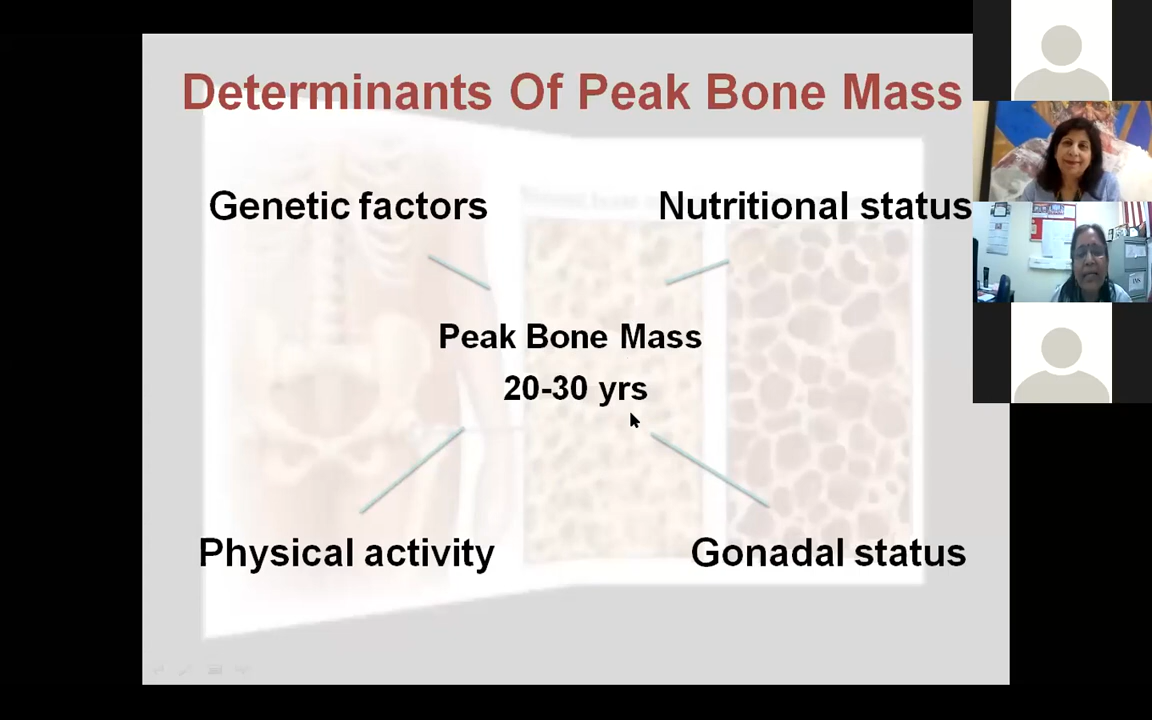 Determinants Of Peak Bone Mass
Genetic factors
Nutritional status
Peak Bone Mass
20-30 yrs
Physical activity
Gonadal status